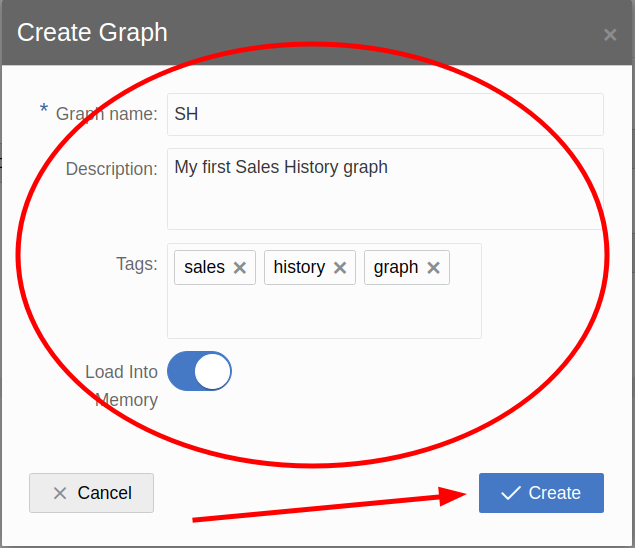 Create Graph
* Graph name: SH
Description: My first Sales History graph
Tags: sales history graph
Load Into
Memory
Cancel Create